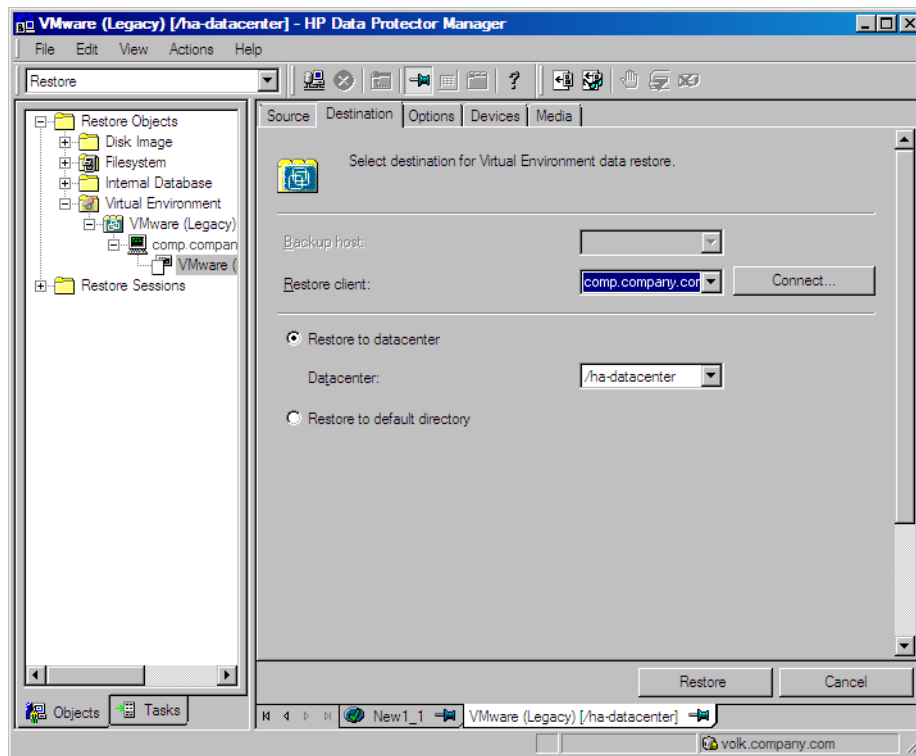 VMware (Legacy) [/ha-datacenter] - HP Data Protector Manager
File Edit View Actions Help
Restore
Restore Objects
Disk Image
Filesystem
Internal Database
Virtual Environment
VMware (Legacy)
comp.compan
VMware (
Restore Sessions
Objects Tasks
Source Destination Options Devices Media
Select destination for Virtual Environment data restore.
Backup host:
Restore client: comp.company.cor Connect...
Restore to datacenter
Datacenter: /ha-datacenter
Restore to default directory
Restore Cancel
New1_1 VMware (Legacy) [/ha-datacenter]
volk.company.com